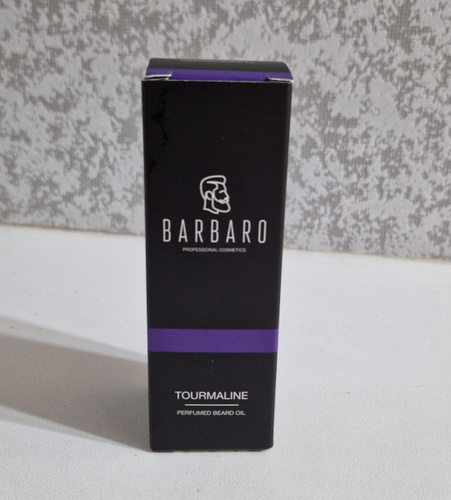 BARBARO
PROFESSIONAL COSMETICS
TOURMALINE
PERFUMED BEARD OIL